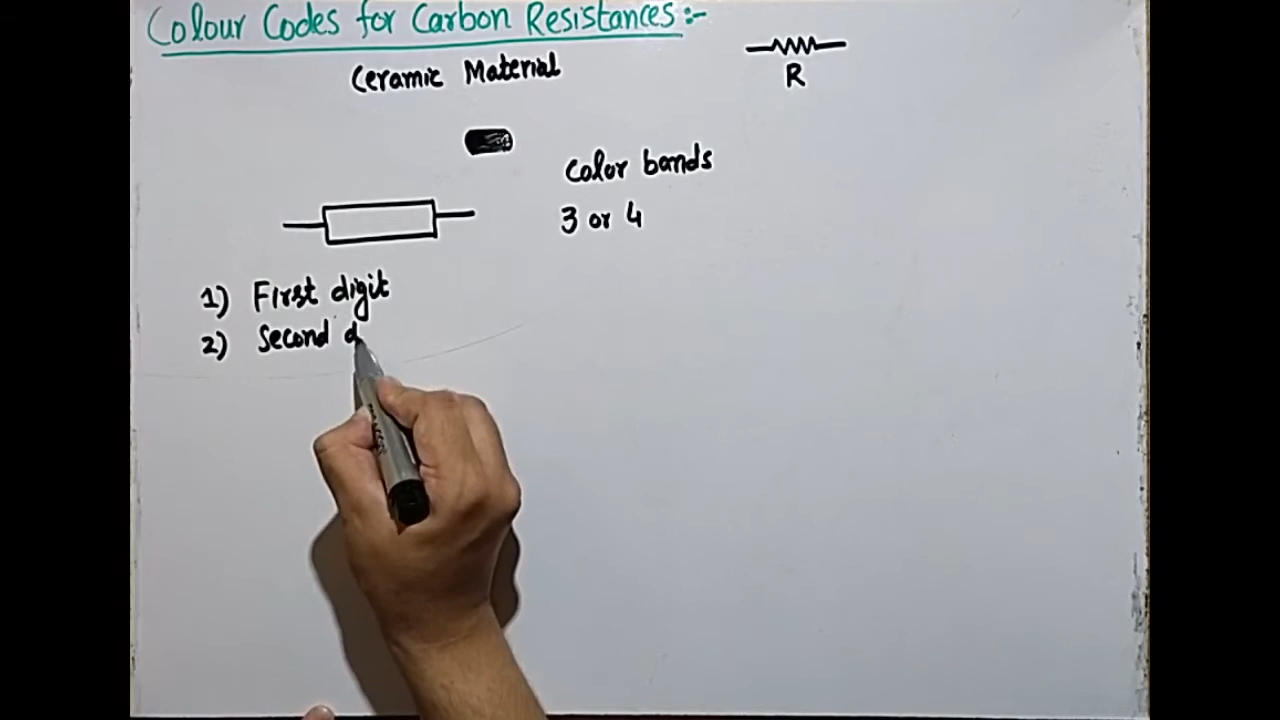 Colour Codes for Carbon Resistances :-
Ceramic Material
R
Color bands
3 or 4
1) First digit
2) Second d